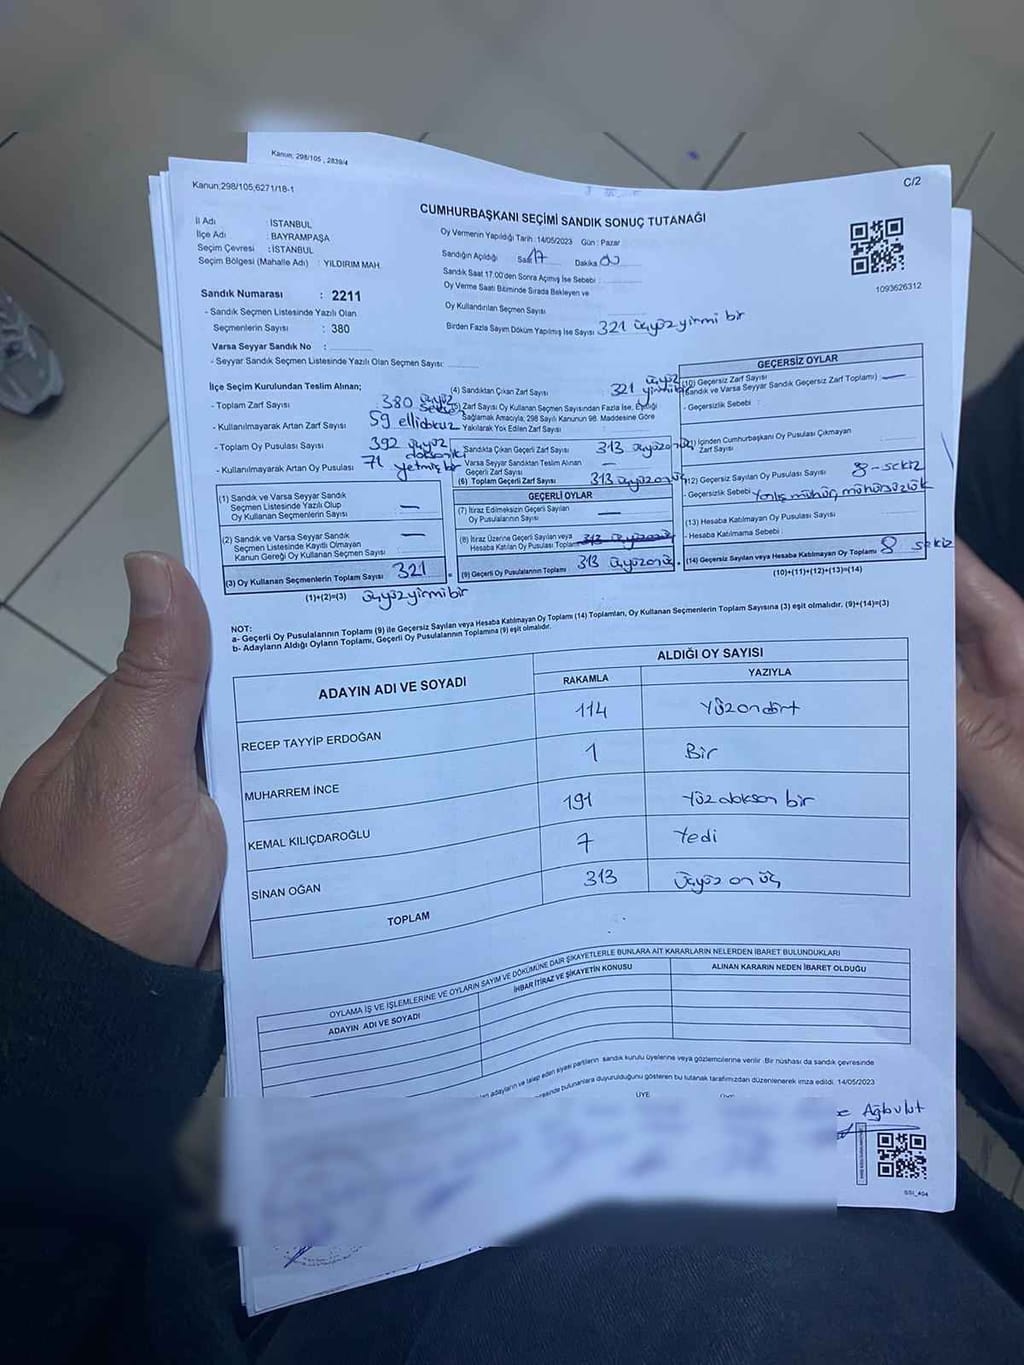 Kanun; 298/105 , 2839/4
Kanun;298/105,6271/18-1
C/2
CUMHURBAŞKANI SEÇİMİ SANDIK SONUÇ TUTANAĞI
İl Adı : İSTANBUL
İlçe Adı : BAYRAMPAŞA
Seçim Çevresi : İSTANBUL
Seçim Bölgesi (Mahalle Adı) : YILDIRIM MAH.
Sandık Numarası : 2211
- Sandık Seçmen Listesinde Yazılı Olan
Seçmenlerin Sayısı : 380
Varsa Seyyar Sandık No :
- Seyyar Sandık Seçmen Listesinde Yazılı Olan Seçmen Sayısı:
Oy Vermenin Yapıldığı Tarih : 14/05/2023 Gün : Pazar
Sandığın Açıldığı Saat 17 Dakika 00
Sandık Saat 17.00'den Sonra Açımış İse Sebebi :
Oy Verme Saati Bitiminde Sırada Bekleyen ve
Oy Kullandırılan Seçmen Sayısı
Birden Fazla Sayım Döküm Yapılmış İse Sayısı 321 üçyüzyirmi bir
1093626312
İlçe Seçim Kurulundan Teslim Alınan;
- Toplam Zarf Sayısı 380 üçyüz seksen
- Kullanılmayarak Artan Zarf Sayısı 59 ellidokuz
- Toplam Oy Pusulası Sayısı 392 üçyüz doksaniki
- Kullanılmayarak Artan Oy Pusulası 71 yetmişbir
(1) Sandık ve Varsa Seyyar Sandık
Seçmen Listesinde Yazılı Olup
Oy Kullanan Seçmenlerin Sayısı —
(2) Sandık ve Varsa Seyyar Sandık
Seçmen Listesinde Kayıtlı Olmayan
Kanun Gereği Oy Kullanan Seçmen Sayısı —
(3) Oy Kullanan Seçmenlerin Toplam Sayısı 321
(1)+(2)=(3) üçyüzyirmibir
(4) Sandıktan Çıkan Zarf Sayısı 321 üçyüz yirmibir
(5) Zarf Sayısı Oy Kullanan Seçmen Sayısından Fazla İse, Eşitliği
Sağlamak Amacıyla, 298 Sayılı Kanunun 98. Maddesine Göre
Yakılarak Yok Edilen Zarf Sayısı
Sandıkta Çıkan Geçerli Zarf Sayısı 313 üçyüzonüç
Varsa Seyyar Sandıktan Teslim Alınan
Geçerli Zarf Sayısı —
(6) Toplam Geçerli Zarf Sayısı 313 üçyüzonüç
GEÇERLİ OYLAR
(7) İtiraz Edilmeksizin Geçerli Sayılan
Oy Pusulalarının Sayısı —
(8) İtiraz Üzerine Geçerli Sayılan veya
Hesaba Katılan Oy Pusulası Toplamı 313 üçyüzonüç
(9) Geçerli Oy Pusulalarının Toplamı 313 üçyüzonüç
GEÇERSİZ OYLAR
(10) Geçersiz Zarf Sayısı
(Sandık ve Varsa Seyyar Sandık Geçersiz Zarf Toplamı) —
- Geçersizlik Sebebi :
(11) İçinden Cumhurbaşkanı Oy Pusulası Çıkmayan
Zarf Sayısı
(12) Geçersiz Sayılan Oy Pusulası Sayısı 8 - sekiz
- Geçersizlik Sebebi Yanlış mühür, mühürsüzlük
(13) Hesaba Katılmayan Oy Pusulası Sayısı
- Hesaba Katmama Sebebi :
(14) Geçersiz Sayılan veya Hesaba Katılmayan Oy Toplamı 8 sekiz
(10)+(11)+(12)+(13)=(14)
NOT:
a- Geçerli Oy Pusulalarının Toplamı (9) ile Geçersiz Sayılan veya Hesaba Katılmayan Oy Toplamı (14) Toplamları, Oy Kullanan Seçmenlerin Toplam Sayısına (3) eşit olmalıdır. (9)+(14)=(3)
b- Adayların Aldığı Oyların Toplamı, Geçerli Oy Pusulalarının Toplamına (9) eşit olmalıdır.
ADAYIN ADI VE SOYADI
ALDIĞI OY SAYISI
RAKAMLA YAZIYLA
RECEP TAYYİP ERDOĞAN 114 Yüzondört
MUHARREM İNCE 1 Bir
KEMAL KILIÇDAROĞLU 191 Yüzdoksan bir
SİNAN OĞAN 7 Yedi
TOPLAM 313 üçyüz on üç
OYLAMA İŞ VE İŞLEMLERİNE VE OYLARIN SAYIM VE DÖKÜMÜNE DAİR ŞİKAYETLERLE BUNLARA AİT KARARLARIN NELERDEN İBARET BULUNDUKLARI
ADAYIN ADI VE SOYADI İHBAR İTİRAZ VE ŞİKAYETİN KONUSU ALINAN KARARIN NEDEN İBARET OLDUĞU
adayların ve talep eden siyasi partilerin sandık kurulu üyelerine veya gözlemcilerine verilir. Bir nüshası da sandık çevresinde
bulunanlara duyurulduğunu gösteren bu tutanak tarafımızdan düzenlenerek imza edildi. 14/05/2023
ÜYE
Ağbulut
SSI_404